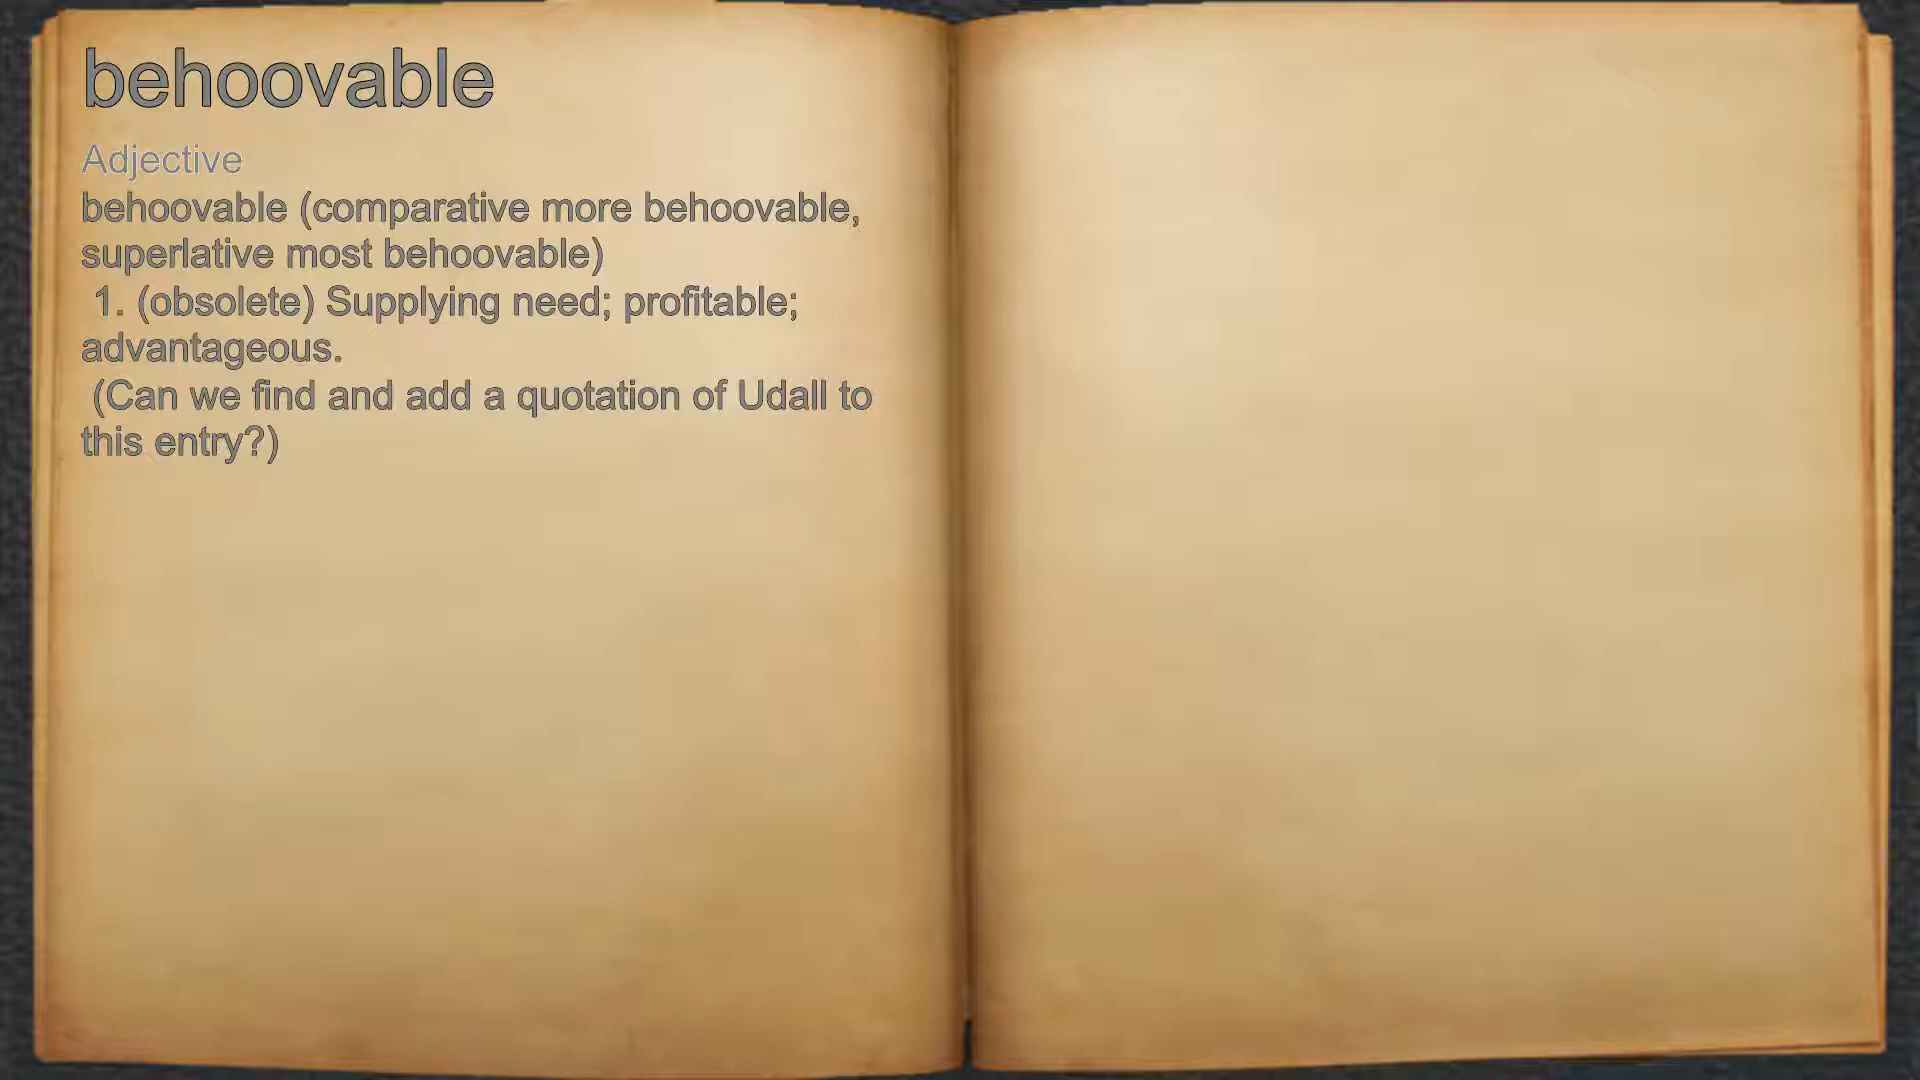 behoovable
Adjective
behoovable (comparative more behoovable,
superlative most behoovable)
1. (obsolete) Supplying need; profitable;
advantageous.
(Can we find and add a quotation of Udall to
this entry?)